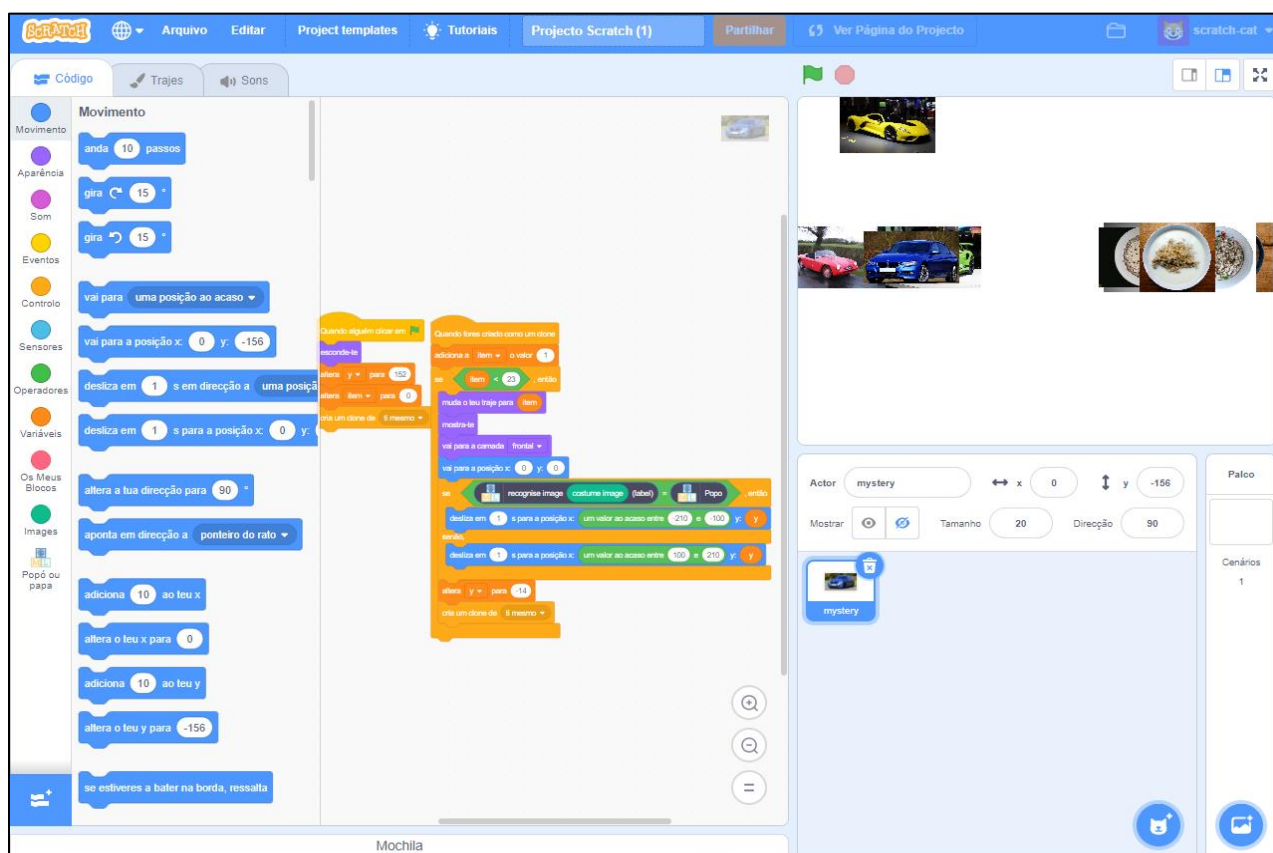 SCRATCH Arquivo Editar Project templates Tutoriais Projecto Scratch (1) Partilhar Ver Página do Projecto scratch-cat
Código Trajes Sons
Movimento
Aparência
Som
Eventos
Controlo
Sensores
Operadores
Variáveis
Os Meus
Blocos
Images
Popó ou
papa
Movimento
anda 10 passos
gira 15 °
gira 15 °
vai para uma posição ao acaso
vai para a posição x: 0 y: -156
desliza em 1 s em direcção a uma posiçã
desliza em 1 s para a posição x: 0 y:
altera a tua direcção para 90 °
aponta em direcção a ponteiro do rato
adiciona 10 ao teu x
altera o teu x para 0
adiciona 10 ao teu y
altera o teu y para -156
se estiveres a bater na borda, ressalta
Quando alguém clicar em
esconde-te
altera y para 152
altera item para 0
cria um clone de ti mesmo
Quando fores criado como um clone
adiciona a item o valor 1
se item < 23 , então
muda o teu traje para item
mostra-te
vai para a camada frontal
vai para a posição x: 0 y: 0
se recognise image costume image (label) = Popo , então
desliza em 1 s para a posição x: um valor ao acaso entre -210 e -100 y: y
senão,
desliza em 1 s para a posição x: um valor ao acaso entre 100 e 210 y: y
altera y para -14
cria um clone de ti mesmo
Mochila
Actor mystery x 0 y -156
Mostrar Tamanho 20 Direcção 90
mystery
Palco
Cenários
1